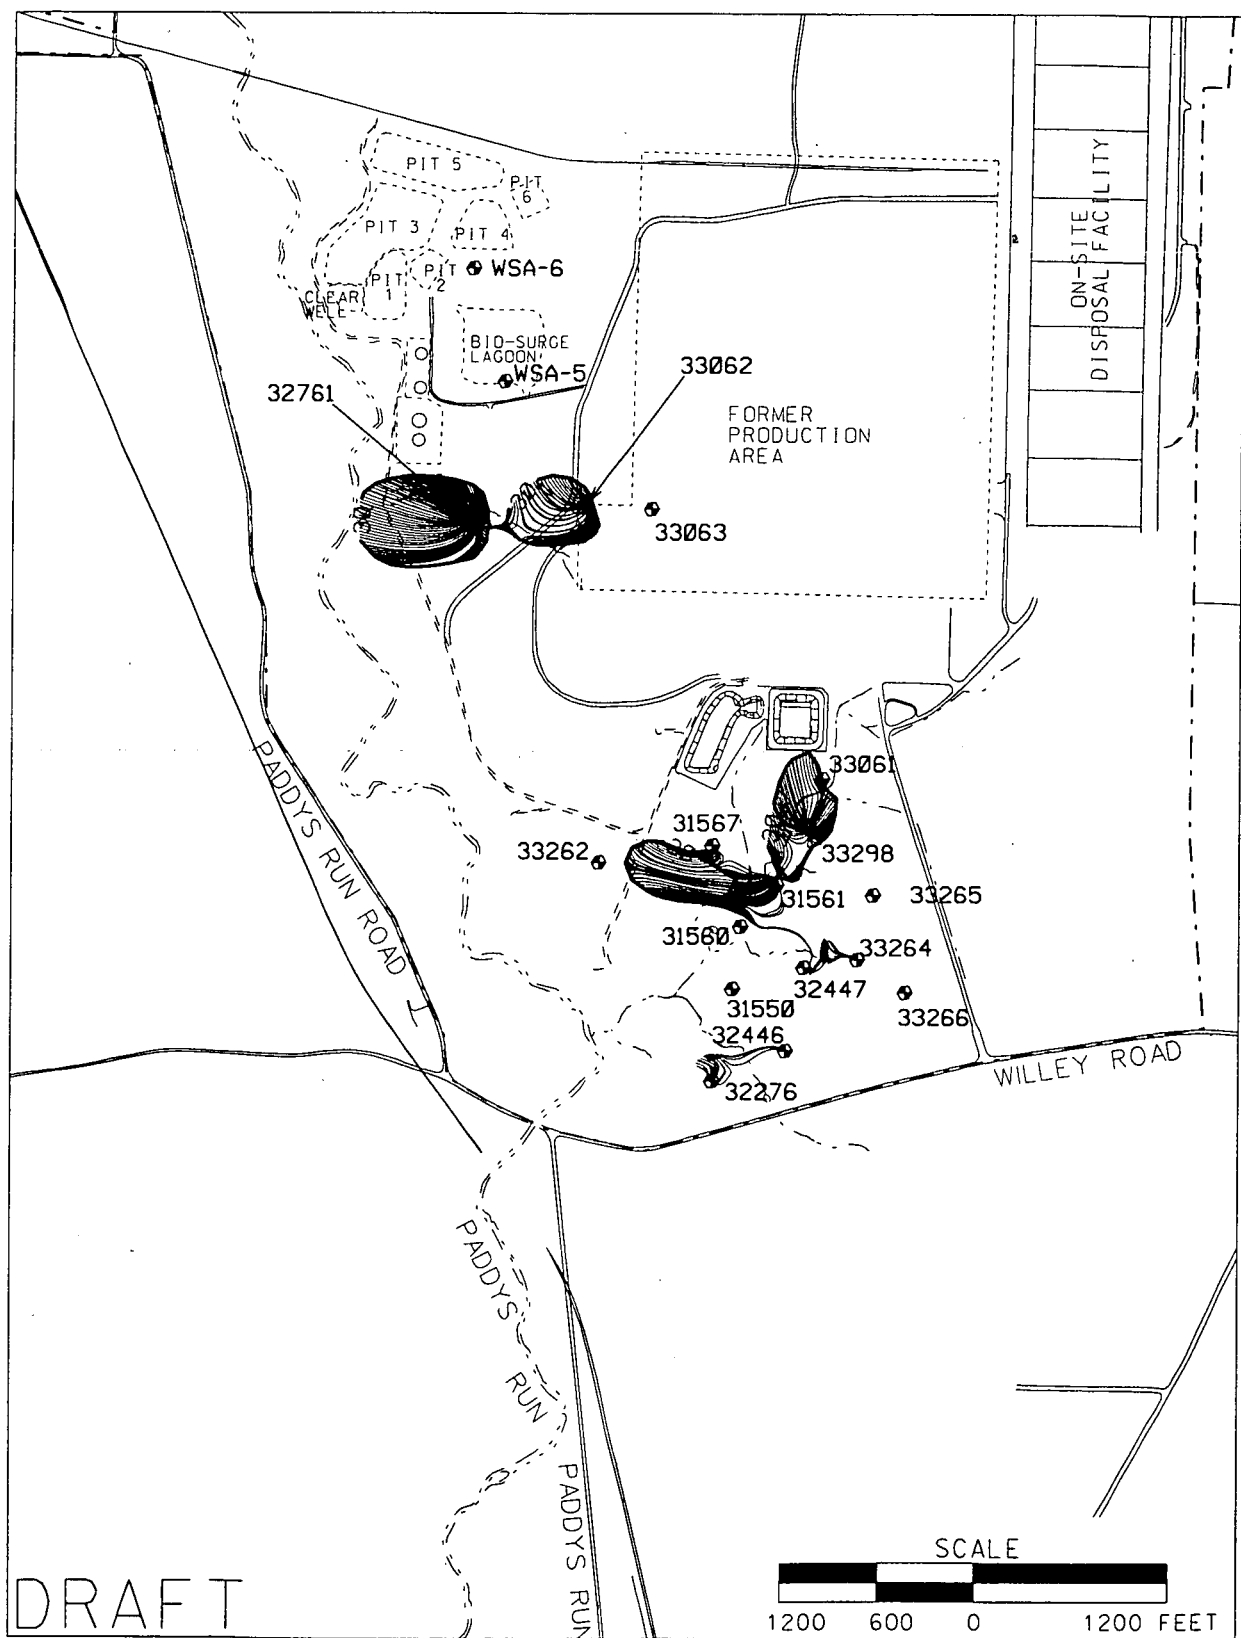 PIT 5
PIT
6
PIT 3
PIT 4
PIT
2
WSA-6
PIT
1
CLEAR
WELL
BIO-SURGE
LAGOON
WSA-5
33062
32761
FORMER
PRODUCTION
AREA
ON-SITE
DISPOSAL FACILITY
33063
33061
31567
33262
33298
31561
33265
31560
33264
32447
31550
33266
32446
32276
PADDYS RUN ROAD
WILLEY ROAD
PADDYS
RUN
PADDYS RUN
SCALE
1200 600 0 1200 FEET
DRAFT